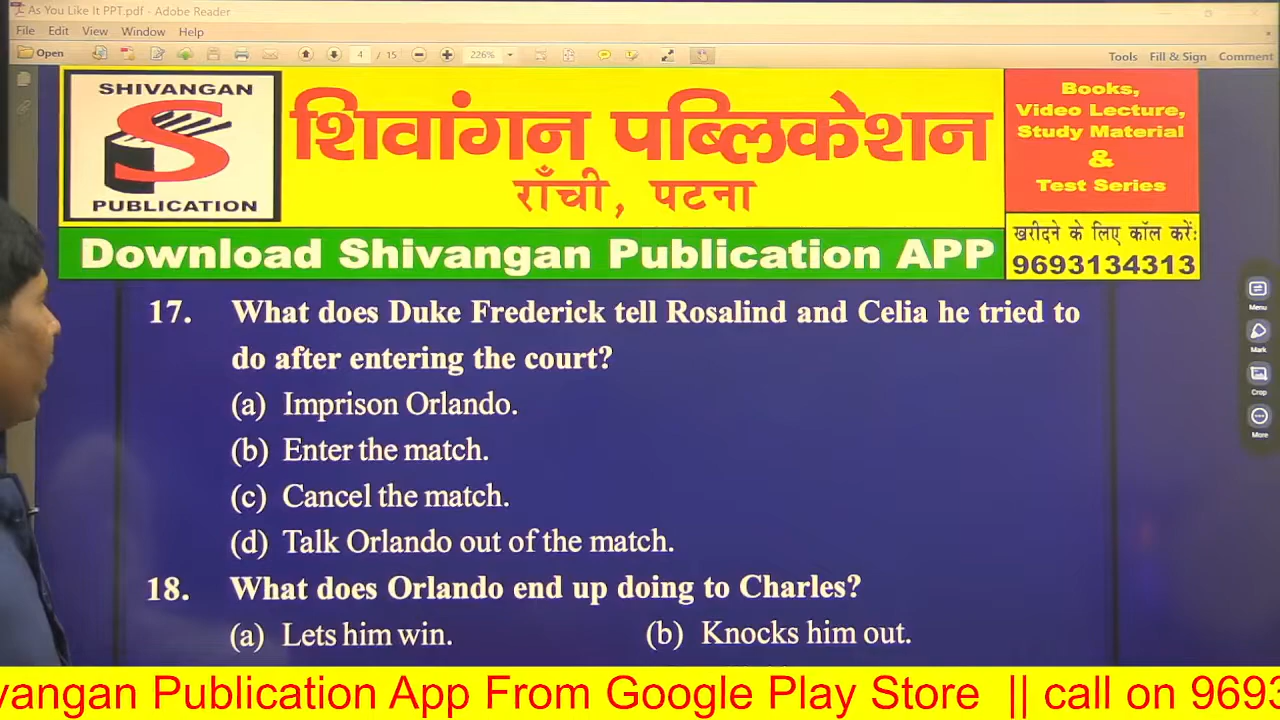 As You Like It PPT.pdf - Adobe Reader
File Edit View Window Help
Open 4 / 15 226% Tools Fill & Sign Comment
SHIVANGAN
S
PUBLICATION
शिवांगन पब्लिकेशन
राँची, पटना
Books,
Video Lecture,
Study Material
&
Test Series
Download Shivangan Publication APP
खरीदने के लिए कॉल करें:
9693134313
17. What does Duke Frederick tell Rosalind and Celia he tried to
do after entering the court?
(a) Imprison Orlando.
(b) Enter the match.
(c) Cancel the match.
(d) Talk Orlando out of the match.
18. What does Orlando end up doing to Charles?
(a) Lets him win. (b) Knocks him out.
Menu
Mark
Crop
More
vangan Publication App From Google Play Store || call on 9693